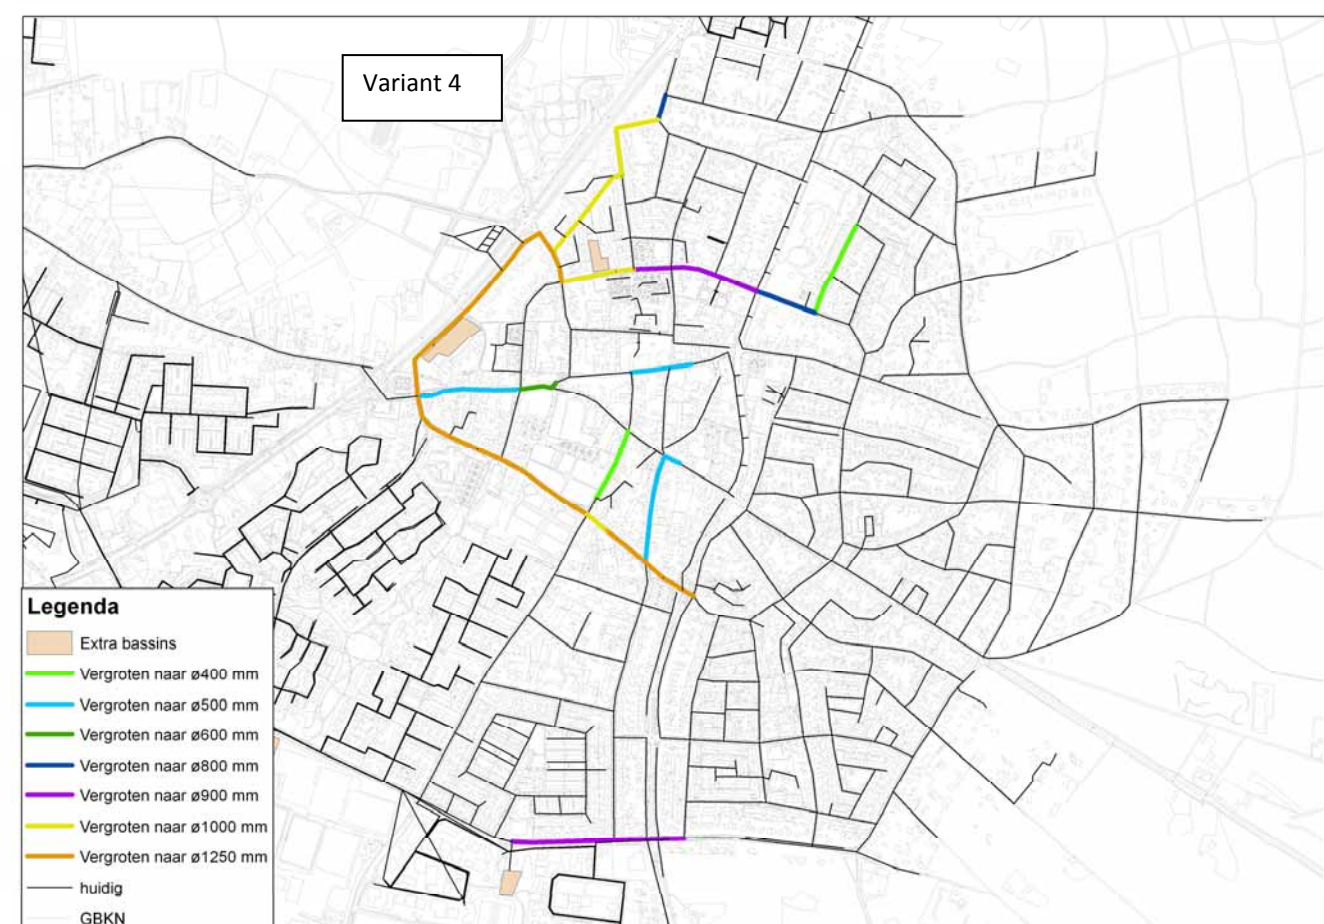 Variant 4
Legenda
Extra bassins
Vergroten naar ø400 mm
Vergroten naar ø500 mm
Vergroten naar ø600 mm
Vergroten naar ø800 mm
Vergroten naar ø900 mm
Vergroten naar ø1000 mm
Vergroten naar ø1250 mm
huidig
GBKN